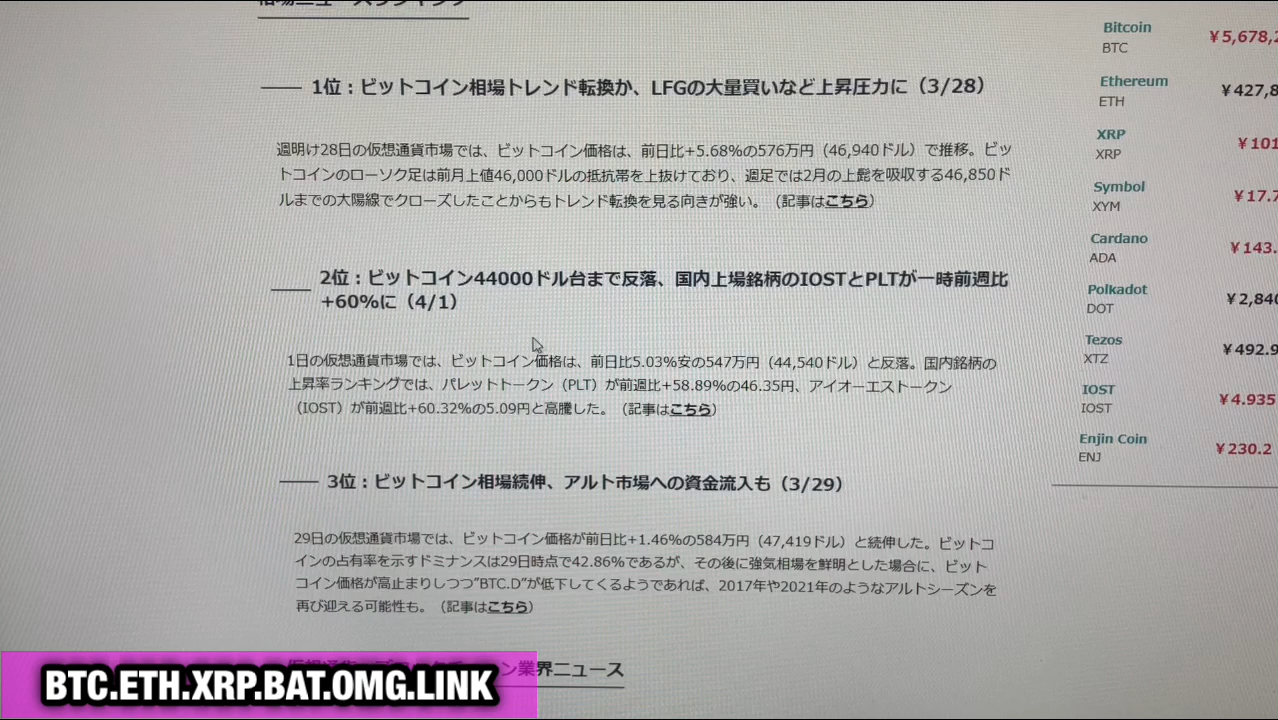 相場ニュースランキング
1位：ビットコイン相場トレンド転換か、LFGの大量買いなど上昇圧力に（3/28）
週明け28日の仮想通貨市場では、ビットコイン価格は、前日比+5.68%の576万円（46,940ドル）で推移。ビッ
トコインのローソク足は前月上値46,000ドルの抵抗帯を上抜けており、週足では2月の上髭を吸収する46,850ド
ルまでの大陽線でクローズしたことからもトレンド転換を見る向きが強い。（記事はこちら）
2位：ビットコイン44000ドル台まで反落、国内上場銘柄のIOSTとPLTが一時前週比
+60%に（4/1）
1日の仮想通貨市場では、ビットコイン価格は、前日比5.03%安の547万円（44,540ドル）と反落。国内銘柄の
上昇率ランキングでは、パレットトークン（PLT）が前週比+58.89%の46.35円、アイオーエストークン
（IOST）が前週比+60.32%の5.09円と高騰した。（記事はこちら）
3位：ビットコイン相場続伸、アルト市場への資金流入も（3/29）
29日の仮想通貨市場では、ビットコイン価格が前日比+1.46%の584万円（47,419ドル）と続伸した。ビットコ
インの占有率を示すドミナンスは29日時点で42.86%であるが、その後に強気相場を鮮明とした場合に、ビット
コイン価格が高止まりしつつ"BTC.D"が低下してくるようであれば、2017年や2021年のようなアルトシーズンを
再び迎える可能性も。（記事はこちら）
業界ニュース
Bitcoin ¥5,678,2
BTC
Ethereum ¥427,8
ETH
XRP ¥101
XRP
Symbol ¥17.7
XYM
Cardano ¥143.
ADA
Polkadot ¥2,840
DOT
Tezos ¥492.9
XTZ
IOST ¥4.935
IOST
Enjin Coin ¥230.2
ENJ
BTC.ETH.XRP.BAT.OMG.LINK